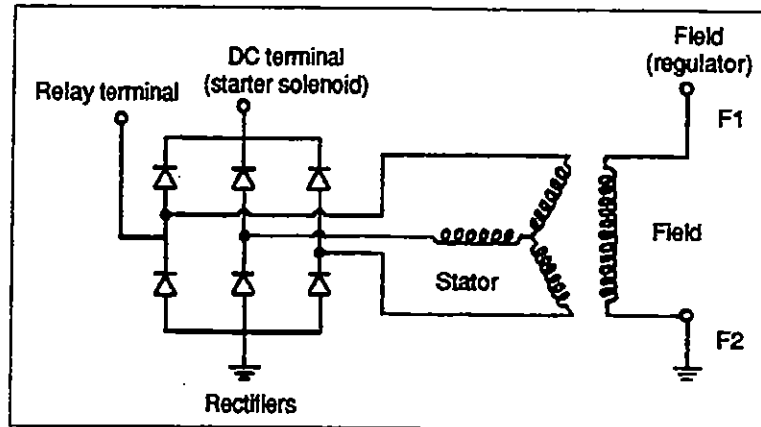 DC terminal
(starter solenoid)
Field
(regulator)
Relay terminal
F1
Field
Stator
F2
Rectifiers